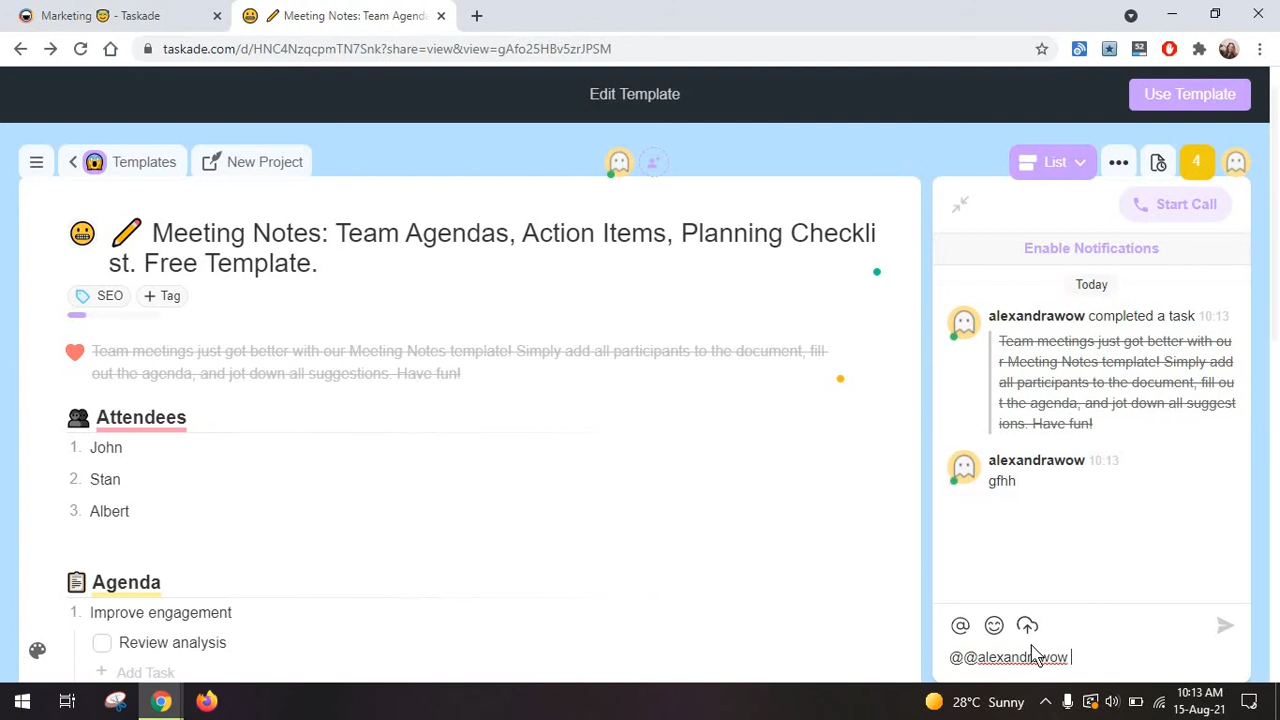 Marketing 😇 - Taskade
😬 🖊 Meeting Notes: Team Agenda
taskade.com/d/HNC4NzqcpmTN7Snk?share=view&view=gAfo25HBv5zrJPSM
52
Edit Template
Use Template
Templates
New Project
List
4
Start Call
Enable Notifications
Today
😬 🖊 Meeting Notes: Team Agendas, Action Items, Planning Checkli
st. Free Template.
SEO
+ Tag
Team meetings just got better with our Meeting Notes template! Simply add all participants to the document, fill
out the agenda, and jot down all suggestions. Have fun!
Attendees
1. John
2. Stan
3. Albert
Agenda
1. Improve engagement
Review analysis
+ Add Task
alexandrawow completed a task 10:13
Team meetings just got better with ou
r Meeting Notes template! Simply add
all participants to the document, fill ou
t the agenda, and jot down all suggest
ions. Have fun!
alexandrawow 10:13
gfhh
@@alexandrawow
28°C Sunny
10:13 AM
15-Aug-21